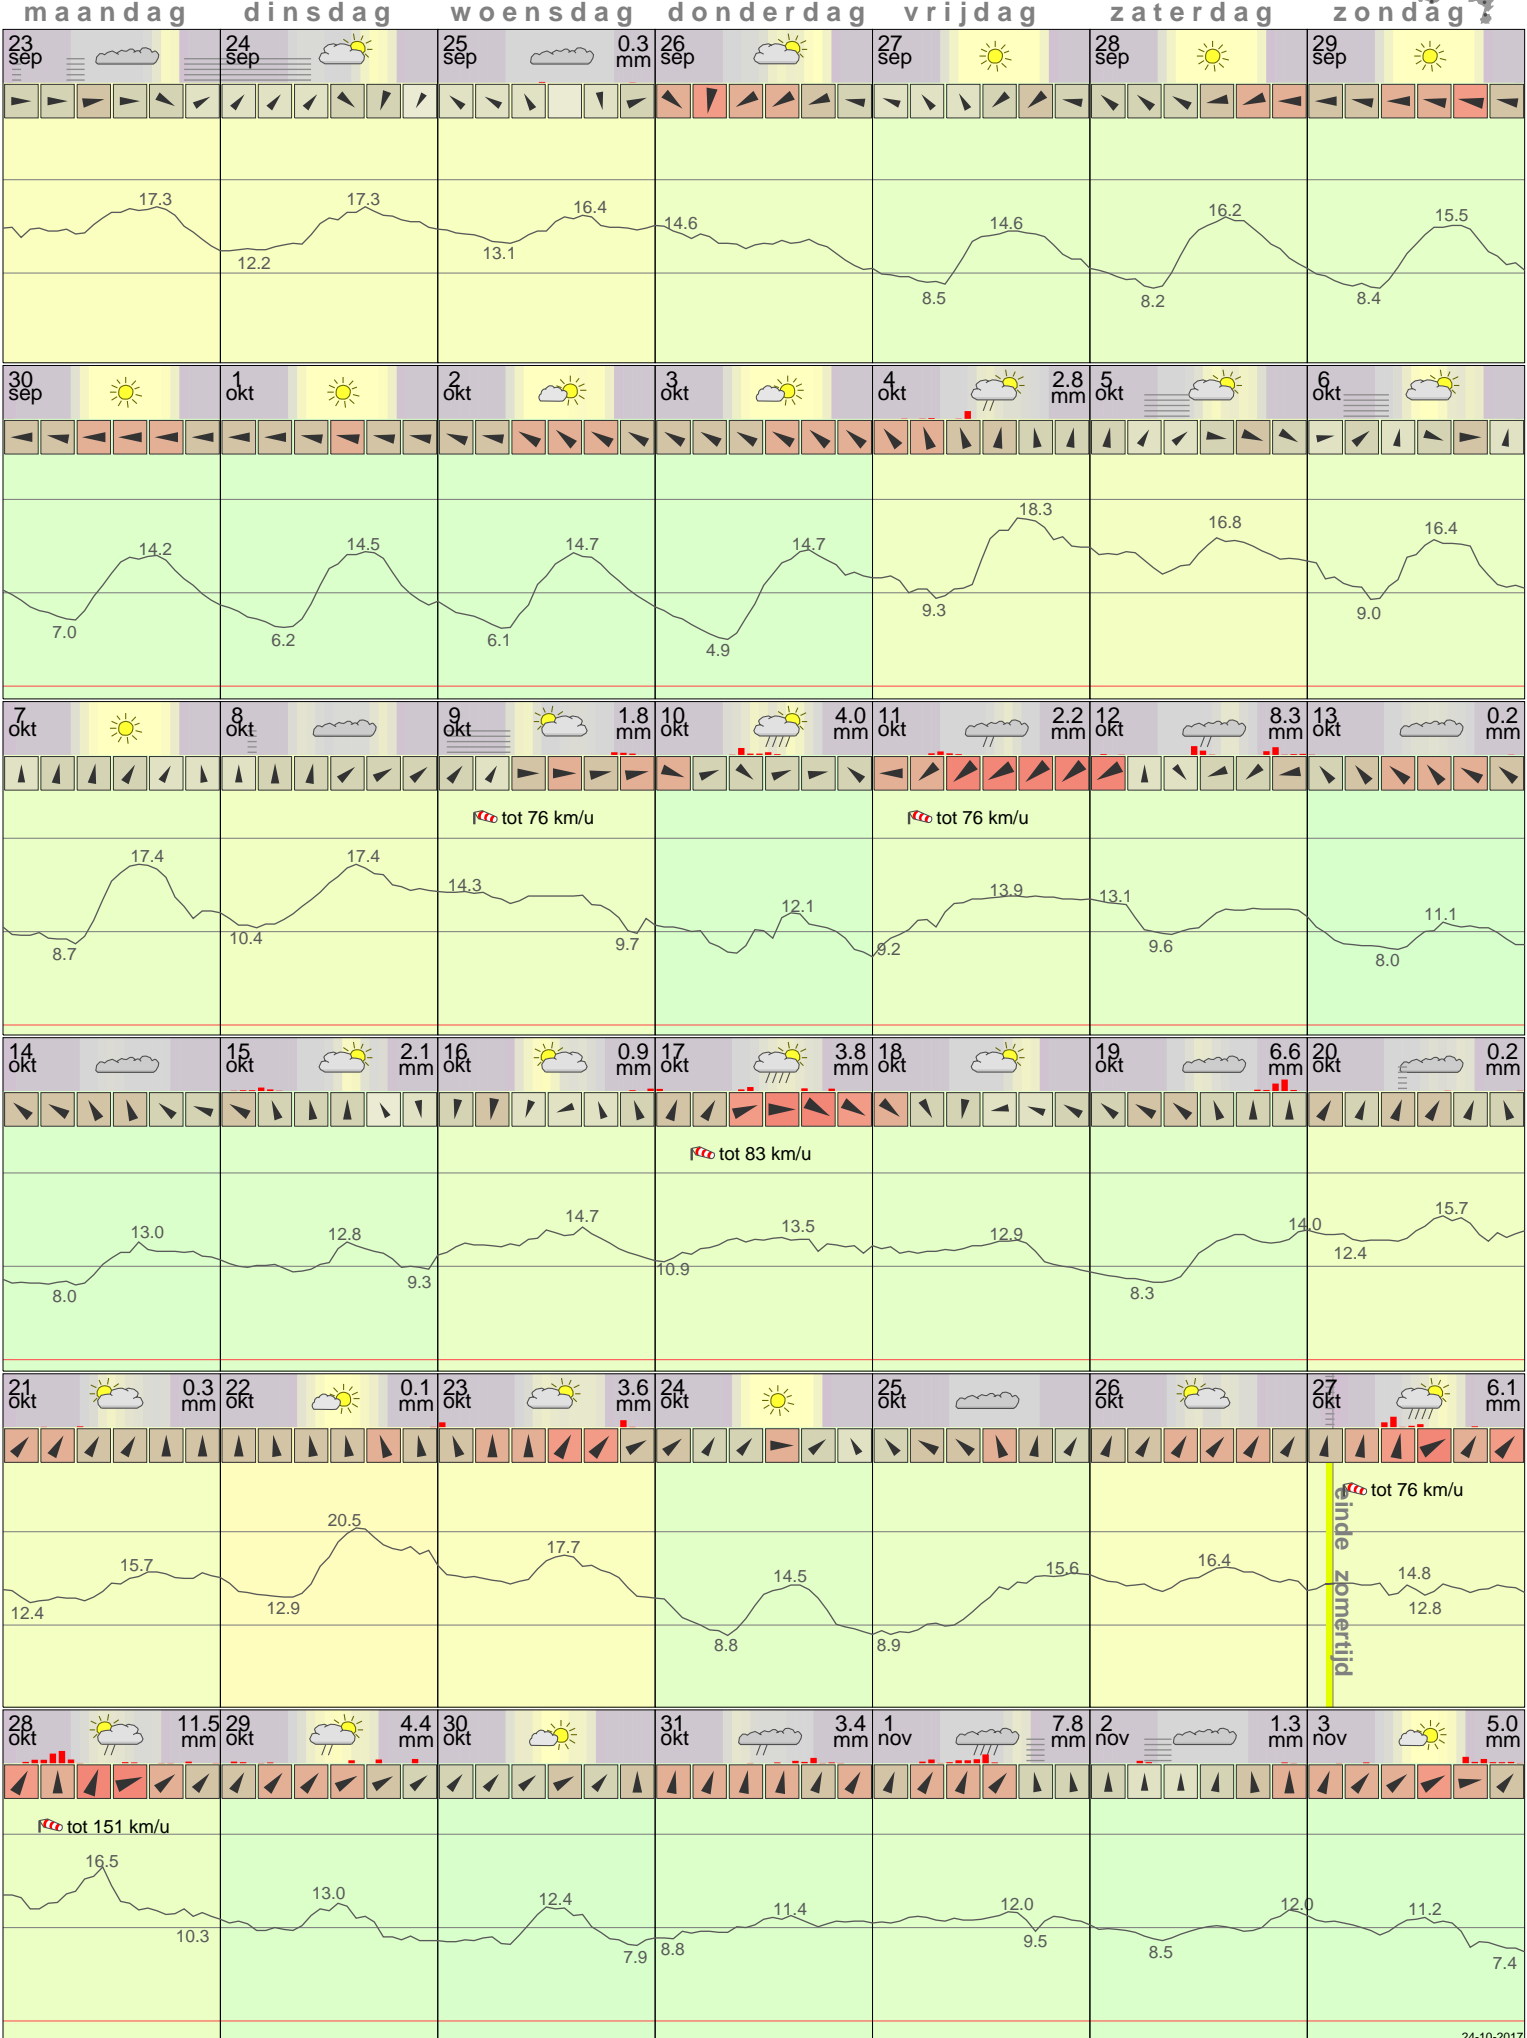 maandag dinsdag woensdag donderdag vrijdag zaterdag zondag
23 sep
24 sep
25 sep 0.3 mm
26 sep
27 sep
28 sep
29 sep
17.3
12.2
17.3
13.1
16.4
14.6
8.5
14.6
8.2
16.2
8.4
15.5
30 sep
1 okt
2 okt
3 okt
4 okt 2.8 mm
5 okt
6 okt
7.0
14.2
6.2
14.5
6.1
14.7
4.9
14.7
9.3
18.3
16.8
9.0
16.4
7 okt
8 okt
9 okt 1.8 mm
10 okt 4.0 mm
11 okt 2.2 mm
12 okt 8.3 mm
13 okt 0.2 mm
tot 76 km/u
tot 76 km/u
8.7
17.4
10.4
17.4
14.3
9.7
12.1
9.2
13.9
13.1
9.6
8.0
11.1
14 okt
15 okt 2.1 mm
16 okt 0.9 mm
17 okt 3.8 mm
18 okt
19 okt 6.6 mm
20 okt 0.2 mm
tot 83 km/u
8.0
13.0
12.8
9.3
14.7
10.9
13.5
12.9
8.3
14.0
12.4
15.7
21 okt 0.3 mm
22 okt 0.1 mm
23 okt 3.6 mm
24 okt
25 okt
26 okt
27 okt 6.1 mm
tot 76 km/u
einde zomertijd
12.4
15.7
12.9
20.5
17.7
8.8
14.5
8.9
15.6
16.4
14.8
12.8
28 okt 11.5 mm
29 okt 4.4 mm
30 okt
31 okt 3.4 mm
1 nov 7.8 mm
2 nov 1.3 mm
3 nov 5.0 mm
tot 151 km/u
16.5
10.3
13.0
12.4
7.9
8.8
11.4
12.0
9.5
8.5
12.0
11.2
7.4
24-10-2017